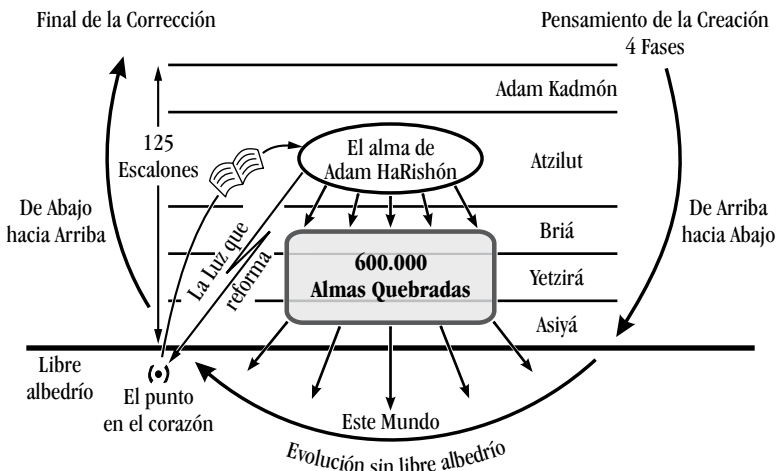 Final de la Corrección
Pensamiento de la Creación
4 Fases
Adam Kadmón
125
Escalones
El alma de
Adam HaRishón
Atzilut
De Abajo
hacia Arriba
La Luz que
reforma
De Arriba
hacia Abajo
Briá
600.000
Almas Quebradas
Yetzirá
Asiyá
Libre
albedrío
El punto
en el corazón
Este Mundo
Evolución sin libre albedrío